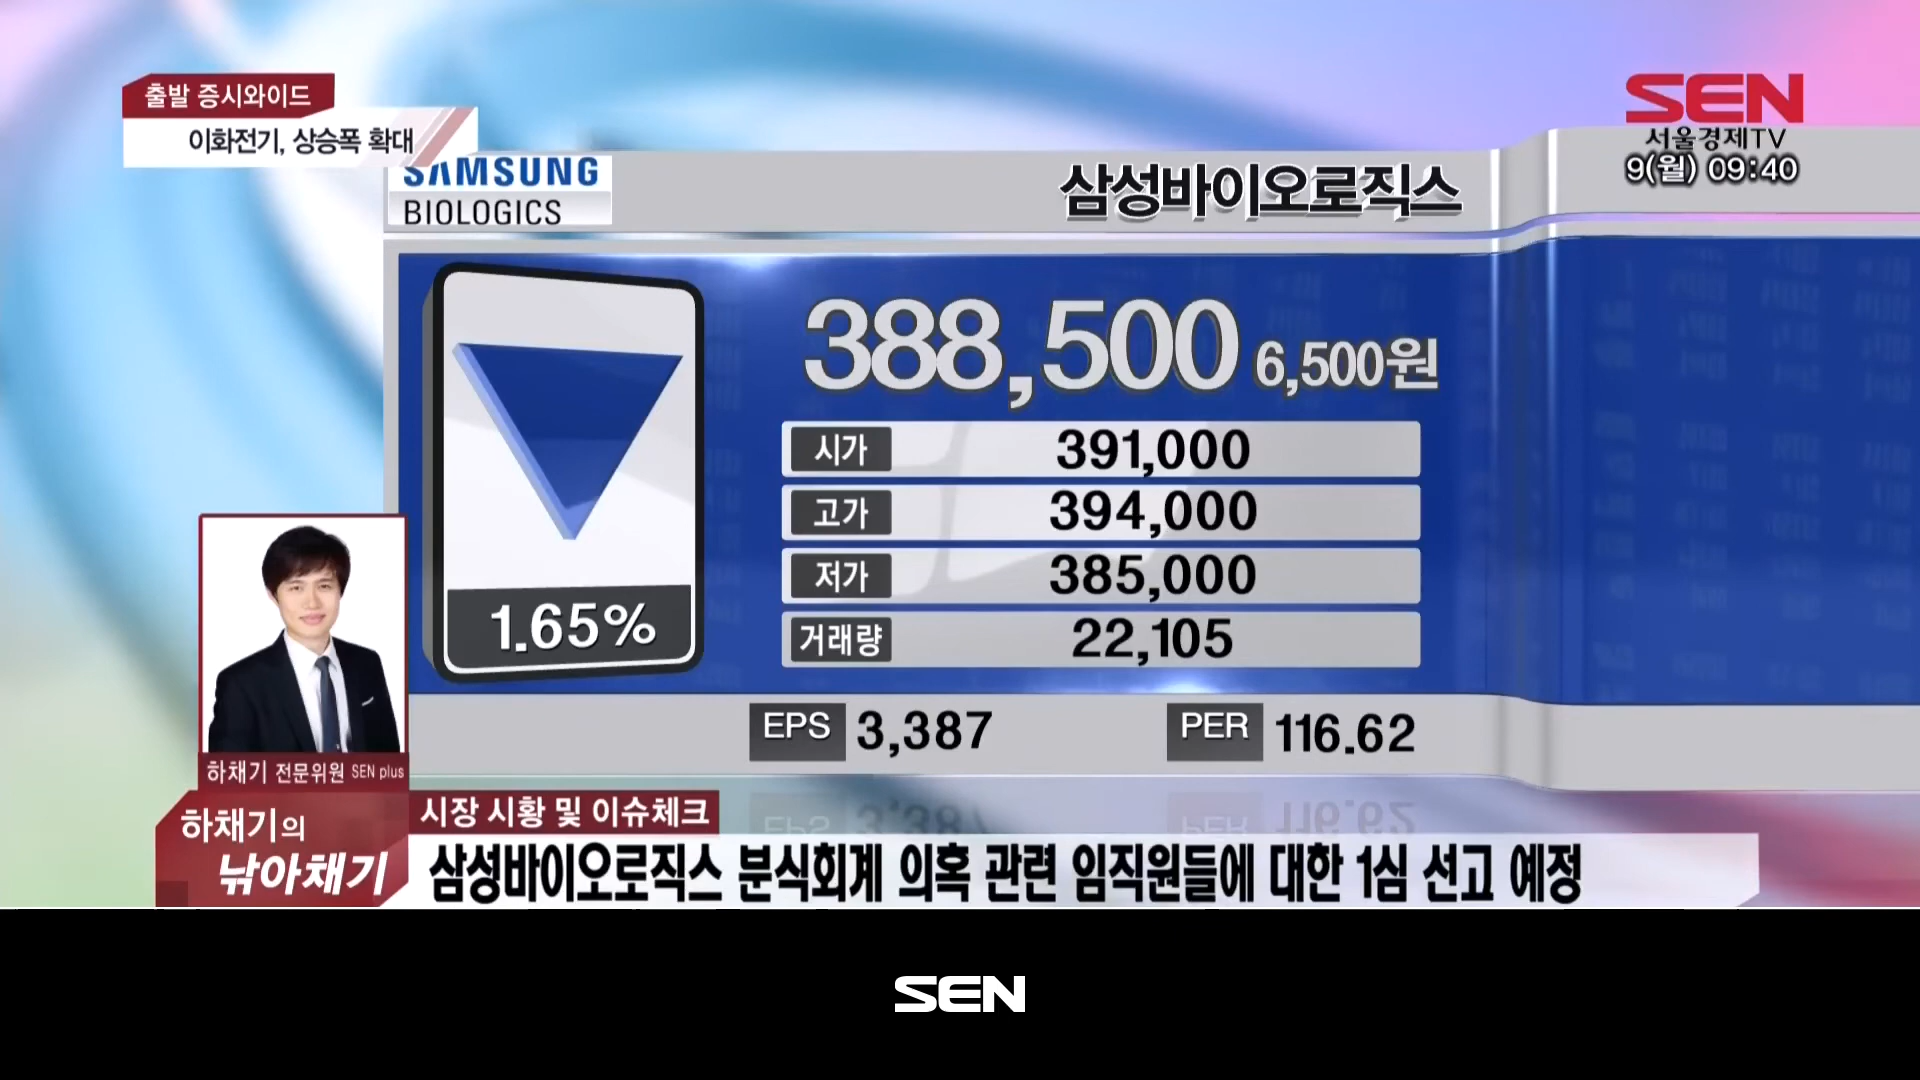 출발 증시와이드
이화전기, 상승폭 확대
SEN
서울경제TV
9(월) 09:40
SAMSUNG
BIOLOGICS
삼성바이오로직스
388,500 6,500원
1.65%
시가 391,000
고가 394,000
저가 385,000
거래량 22,105
EPS 3,387 PER 116.62
하채기 전문위원 SEN plus
하채기의
낚아채기
시장 시황 및 이슈체크
삼성바이오로직스 분식회계 의혹 관련 임직원들에 대한 1심 선고 예정
SEN